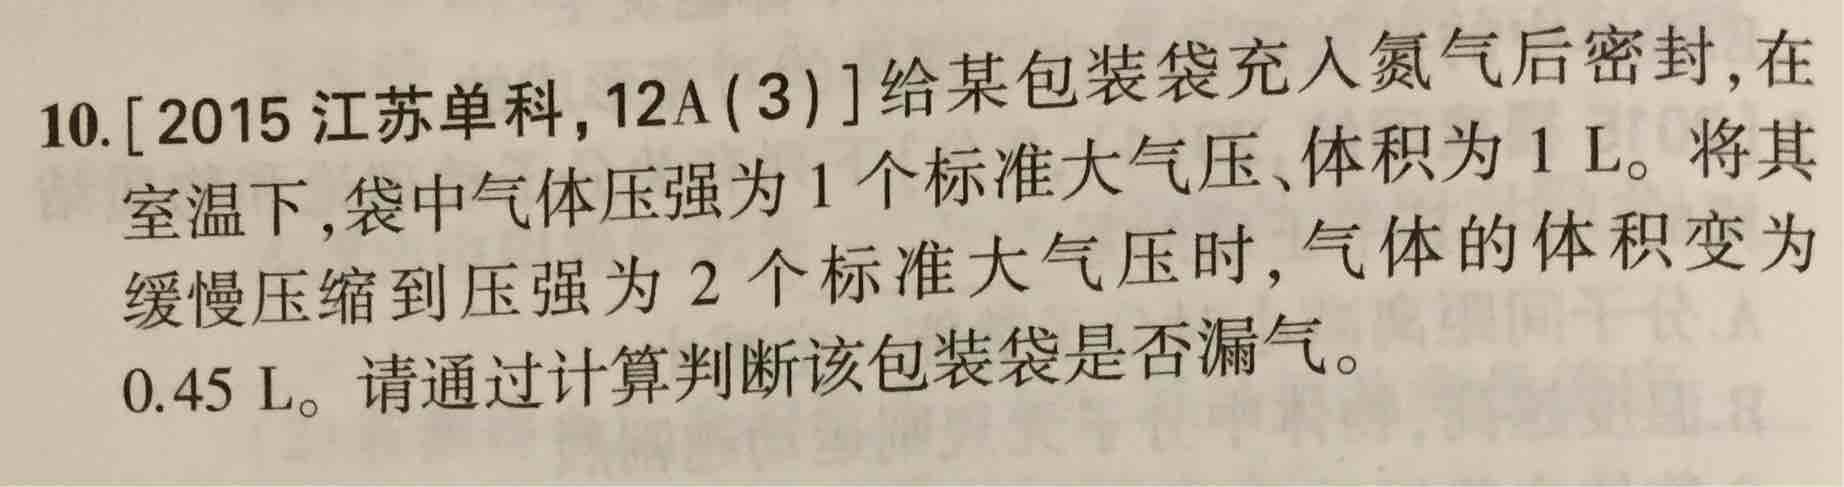 10.[2015 江苏单科,12A(3)]给某包装袋充入氮气后密封,在
室温下,袋中气体压强为 1 个标准大气压、体积为 1 L。将其
缓慢压缩到压强为 2 个标准大气压时,气体的体积变为
0.45 L。请通过计算判断该包装袋是否漏气。